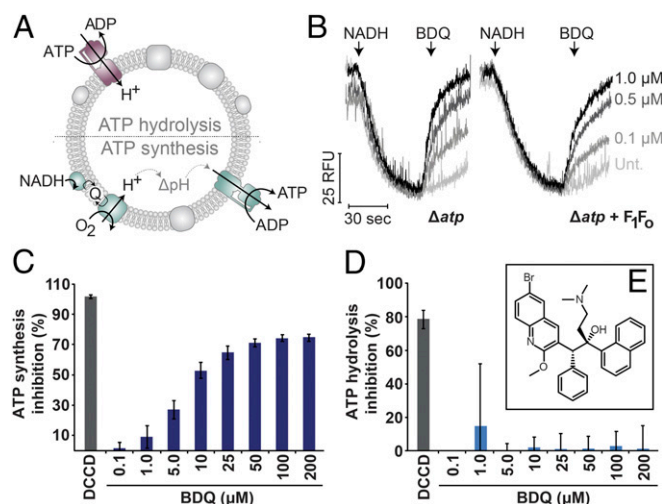 A
ADP
ATP
H+
ATP hydrolysis
ATP synthesis
NADH
Q
H+
ΔpH
O2
ATP
ADP
B
NADH BDQ NADH BDQ
1.0 µM
0.5 µM
0.1 µM
Unt.
25 RFU
30 sec
Δatp
Δatp + F1Fo
C
ATP synthesis
inhibition (%)
110
90
70
50
30
10
DCCD
0.1
1.0
5.0
10
25
50
100
200
BDQ (µM)
D
ATP hydrolysis
inhibition (%)
100
80
60
40
20
0
DCCD
0.1
1.0
5.0
10
25
50
100
200
BDQ (µM)
E
Br
N
OH
N
O